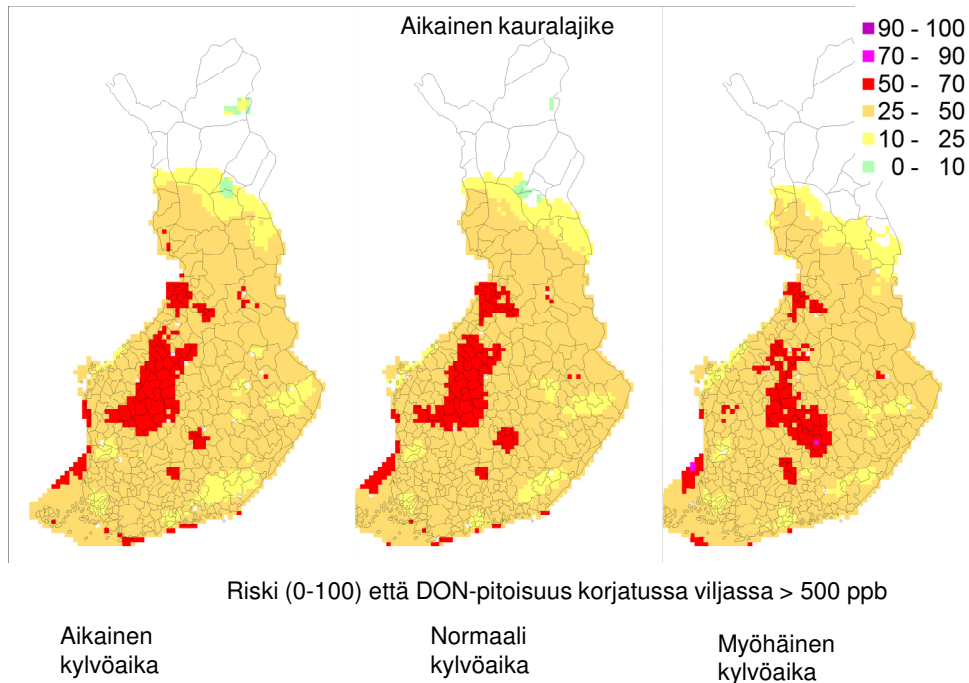 Aikainen kauralajike
90 - 100
70 - 90
50 - 70
25 - 50
10 - 25
0 - 10
Riski (0-100) että DON-pitoisuus korjatussa viljassa > 500 ppb
Aikainen
kylvöaika
Normaali
kylvöaika
Myöhäinen
kylvöaika